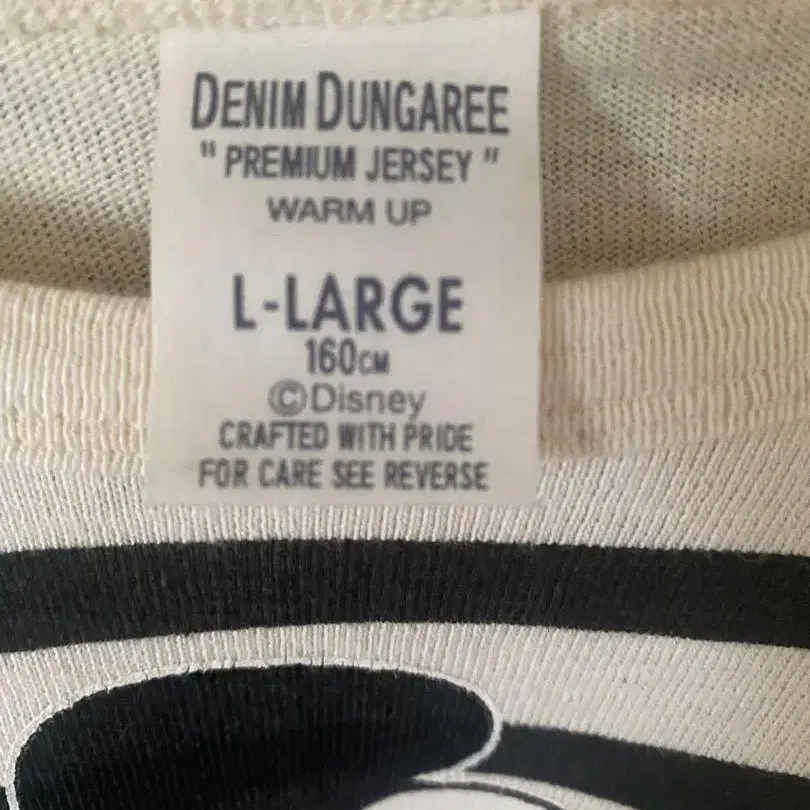 DENIM DUNGAREE
" PREMIUM JERSEY "
WARM UP
L-LARGE
160CM
©Disney
CRAFTED WITH PRIDE
FOR CARE SEE REVERSE